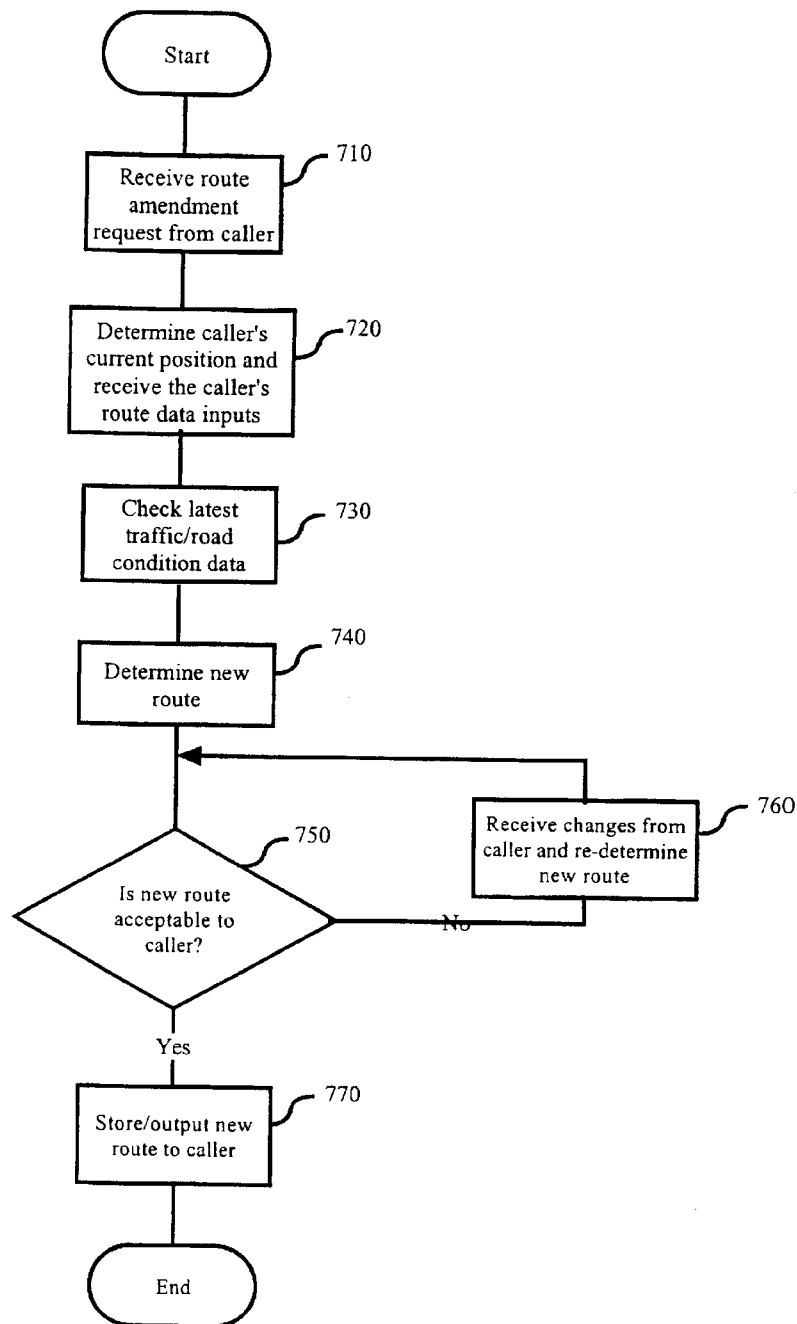 Start
710
Receive route
amendment
request from caller
720
Determine caller's
current position and
receive the caller's
route data inputs
730
Check latest
traffic/road
condition data
740
Determine new
route
760
Receive changes from
caller and re-determine
new route
750
Is new route
acceptable to
caller?
No
Yes
770
Store/output new
route to caller
End